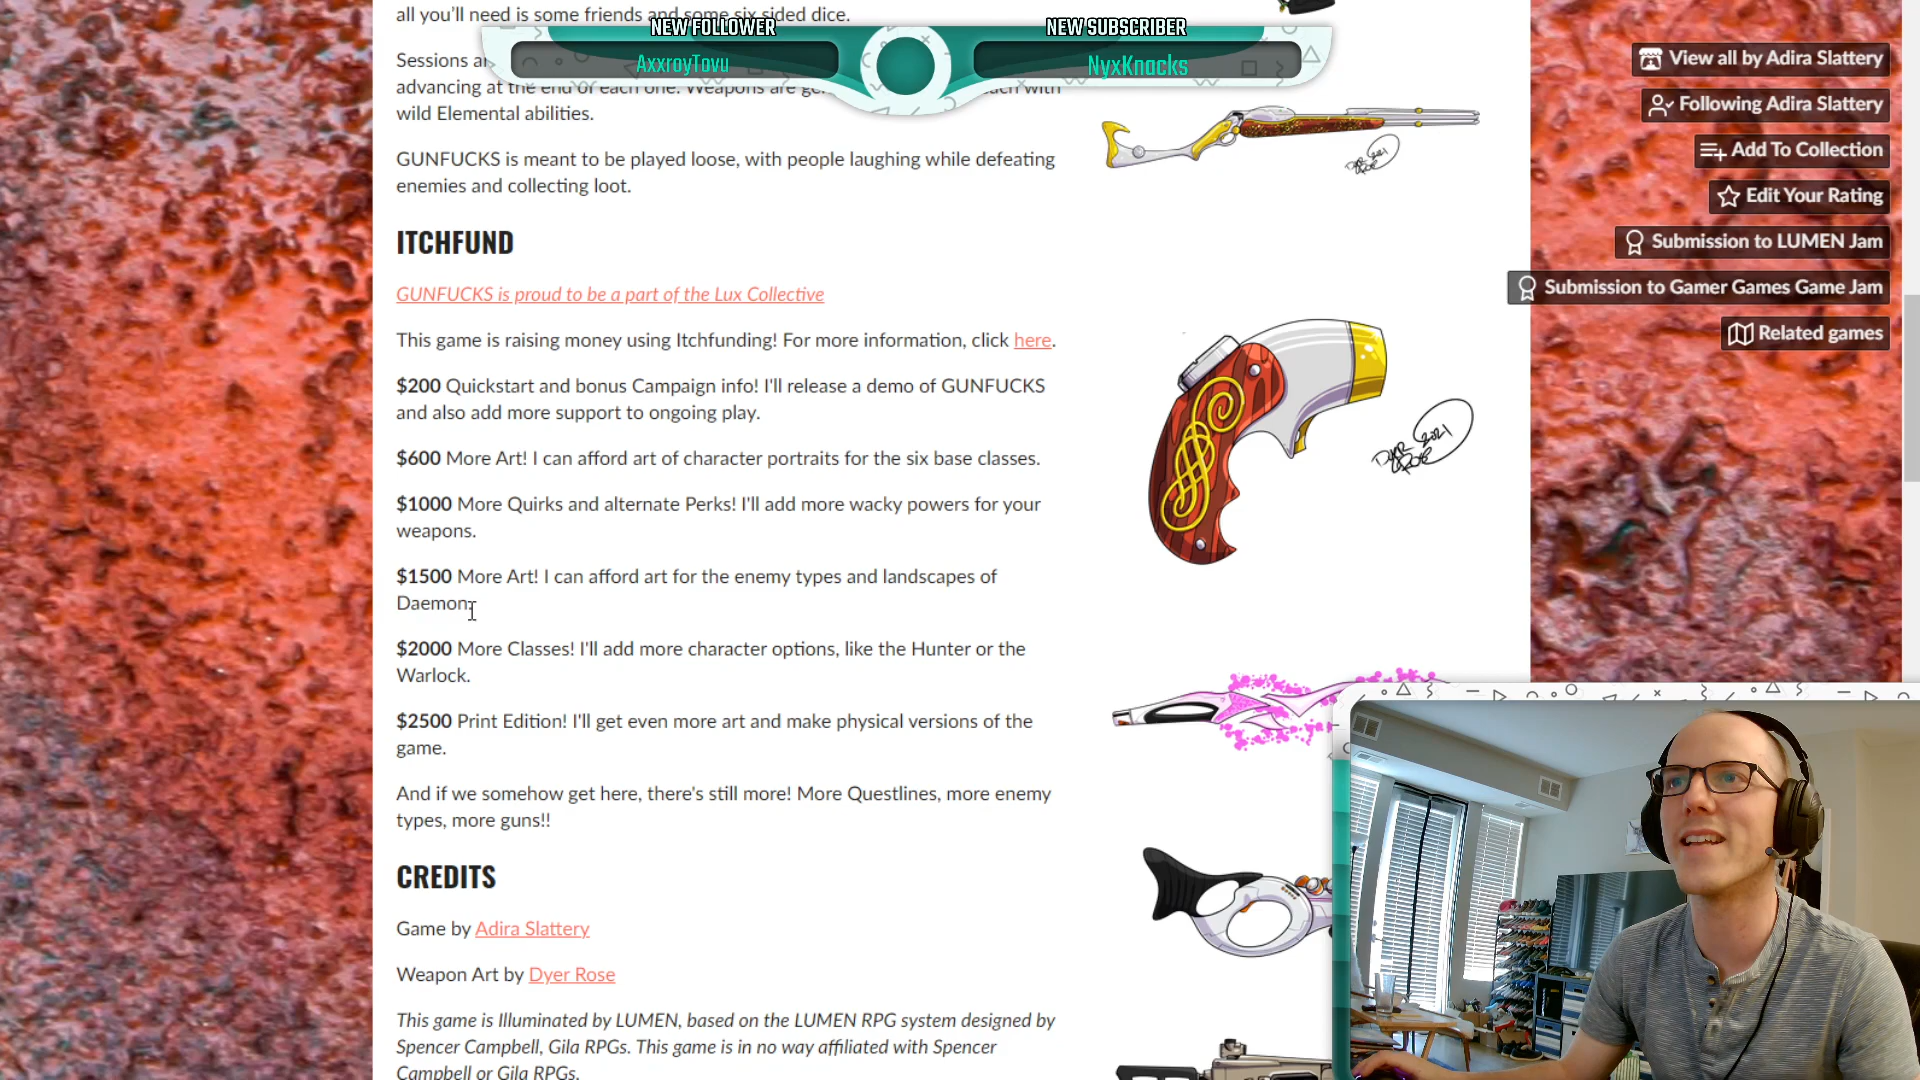 all you'll need is some friends and some six sided dice.
NEW FOLLOWER
AxxroyTovu
NEW SUBSCRIBER
NyxKnacks
Sessions
advancing at the end of each one. Weapons are
with
wild Elemental abilities.
GUNFUCKS is meant to be played loose, with people laughing while defeating
enemies and collecting loot.
ITCHFUND
GUNFUCKS is proud to be a part of the Lux Collective
This game is raising money using Itchfunding! For more information, click here.
$200 Quickstart and bonus Campaign info! I'll release a demo of GUNFUCKS
and also add more support to ongoing play.
$600 More Art! I can afford art of character portraits for the six base classes.
$1000 More Quirks and alternate Perks! I'll add more wacky powers for your
weapons.
$1500 More Art! I can afford art for the enemy types and landscapes of
Daemon.
$2000 More Classes! I'll add more character options, like the Hunter or the
Warlock.
$2500 Print Edition! I'll get even more art and make physical versions of the
game.
And if we somehow get here, there's still more! More Questlines, more enemy
types, more guns!!
CREDITS
Game by Adira Slattery
Weapon Art by Dyer Rose
This game is Illuminated by LUMEN, based on the LUMEN RPG system designed by
Spencer Campbell, Gila RPGs. This game is in no way affiliated with Spencer
Campbell or Gila RPGs.
Dyer 2021
Rose
Dyer 2021
Rose
View all by Adira Slattery
Following Adira Slattery
Add To Collection
Edit Your Rating
Submission to LUMEN Jam
Submission to Gamer Games Game Jam
Related games